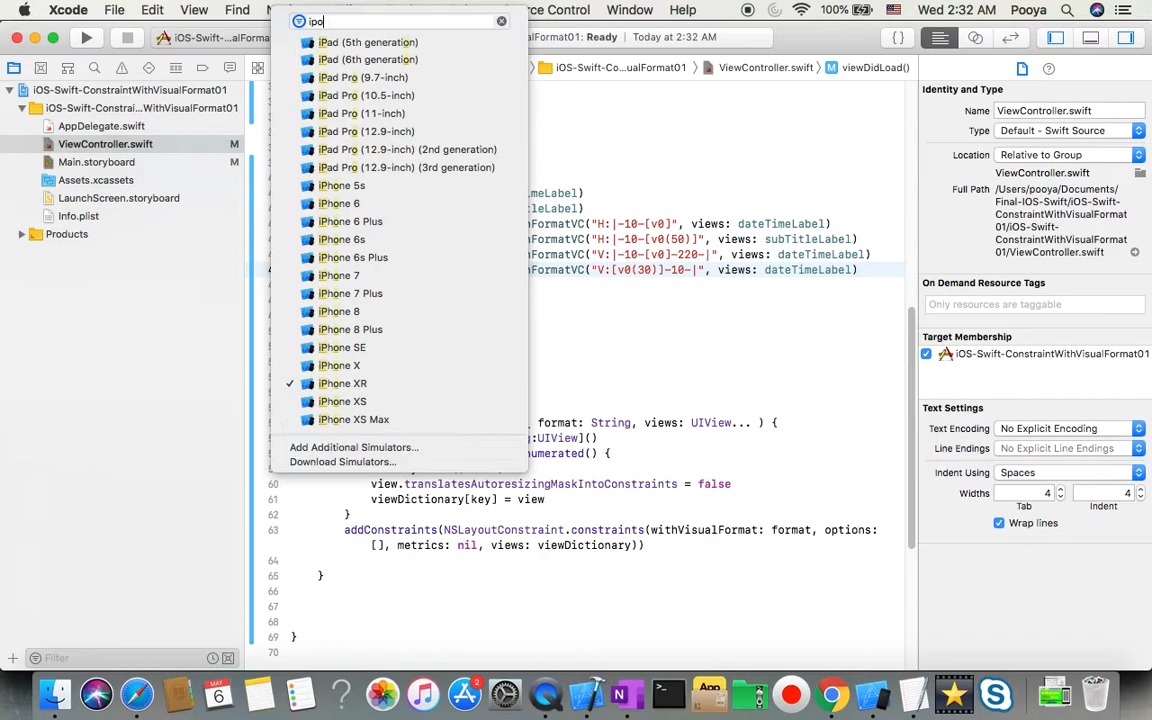 Xcode File Edit View Find ce Control Window Help 100% Wed 2:32 AM Pooya
ipo
iOS-Swift-...alForma
Format01: Ready | Today at 2:32 PM
iOS-Swift-Co...ualFormat01 ViewController.swift M viewDidLoad()
iOS-Swift-ConstraintWithVisualFormat01
iOS-Swift-Constrai...WithVisualFormat01
AppDelegate.swift
ViewController.swift M
Main.storyboard M
Assets.xcassets
LaunchScreen.storyboard
Info.plist
Products
Filter
iPad (5th generation)
iPad (6th generation)
iPad Pro (9.7-inch)
iPad Pro (10.5-inch)
iPad Pro (11-inch)
iPad Pro (12.9-inch)
iPad Pro (12.9-inch) (2nd generation)
iPad Pro (12.9-inch) (3rd generation)
iPhone 5s
iPhone 6
iPhone 6 Plus
iPhone 6s
iPhone 6s Plus
iPhone 7
iPhone 7 Plus
iPhone 8
iPhone 8 Plus
iPhone SE
iPhone X
iPhone XR
iPhone XS
iPhone XS Max
Add Additional Simulators...
Download Simulators...
imeLabel)
tleLabel)
nFormatVC("H:|-10-[v0]", views: dateTimeLabel)
nFormatVC("H:|-10-[v0(50)]", views: subTitleLabel)
nFormatVC("V:|-10-[v0]-220-|", views: dateTimeLabel)
nFormatVC("V:[v0(30)]-10-|", views: dateTimeLabel)
format: String, views: UIView... ) {
:UIView]()
numerated() {
60 view.translatesAutoresizingMaskIntoConstraints = false
61 viewDictionary[key] = view
62 }
63 addConstraints(NSLayoutConstraint.constraints(withVisualFormat: format, options:
[], metrics: nil, views: viewDictionary))
64
65 }
66
67
68
69 }
70
Identity and Type
Name ViewController.swift
Type Default - Swift Source
Location Relative to Group
ViewController.swift
Full Path /Users/pooya/Documents/
Final-iOS/iOS-Swift-
ConstraintWithVisualFormat
01/iOS-Swift-
ConstraintWithVisualFormat
01/ViewController.swift
On Demand Resource Tags
Only resources are taggable
Target Membership
iOS-Swift-ConstraintWithVisualFormat01
Text Settings
Text Encoding No Explicit Encoding
Line Endings No Explicit Line Endings
Indent Using Spaces
Widths 4 4
Tab Indent
Wrap lines
6
2
App